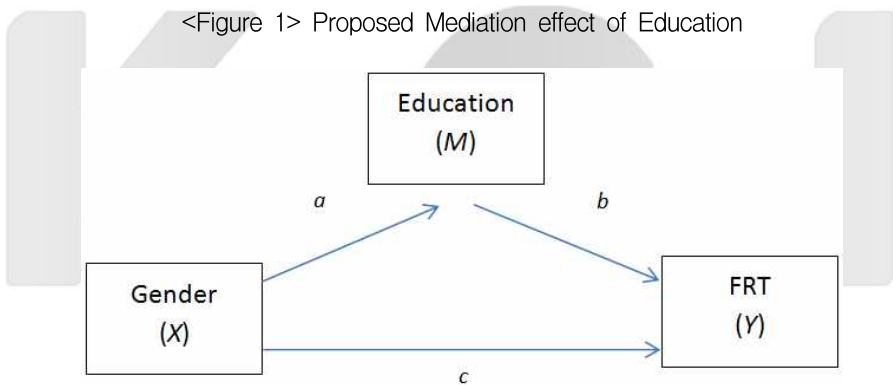 <Figure 1> Proposed Mediation effect of Education
Education
(M)
a
b
Gender
(X)
FRT
(Y)
c